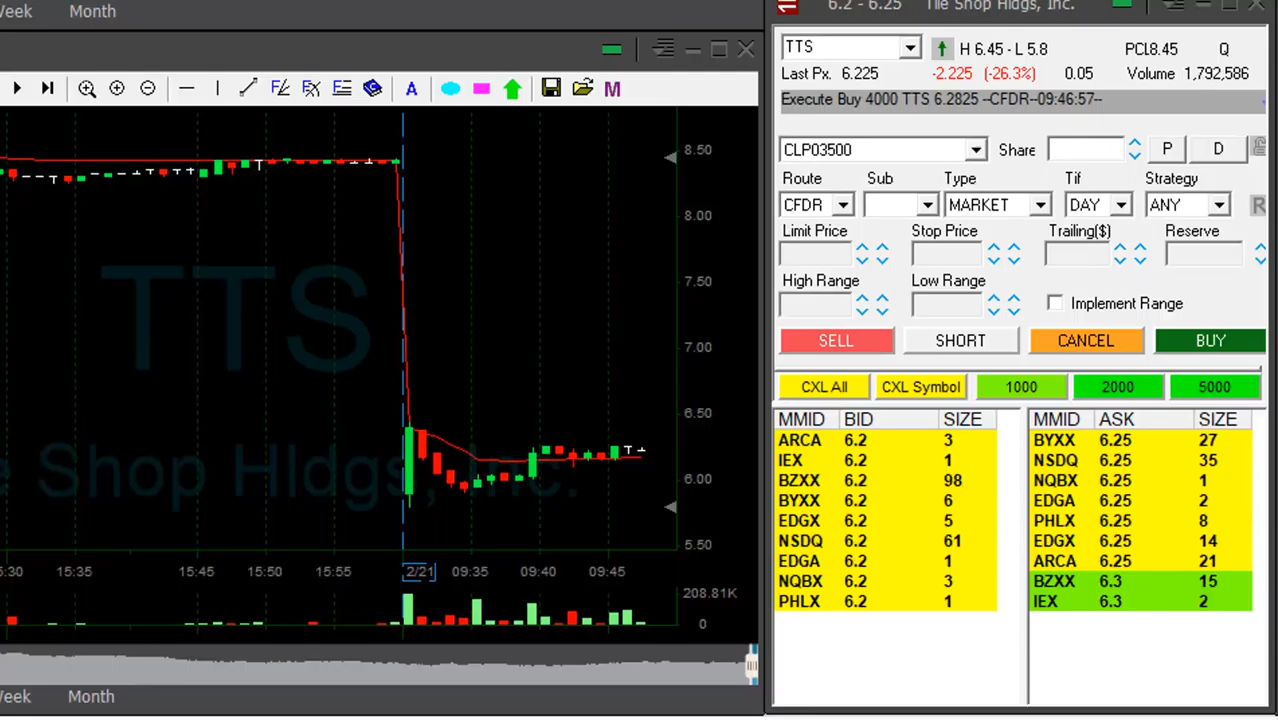 Week Month
6.2 - 6.25 Tile Shop Hldgs, Inc.
TTS H 6.45 - L 5.8 PCL8.45 Q
Last Px. 6.225 -2.225 (-26.3%) 0.05 Volume 1,792,586
Execute Buy 4000 TTS 6.2825 --CFDR--09:46:57--
CLP03500 Share P D
Route Sub Type Tif Strategy
CFDR MARKET DAY ANY R
Limit Price Stop Price Trailing($) Reserve
High Range Low Range
Implement Range
SELL SHORT CANCEL BUY
CXL All CXL Symbol 1000 2000 5000
MMID BID SIZE MMID ASK SIZE
ARCA 6.2 3 BYXX 6.25 27
IEX 6.2 1 NSDQ 6.25 35
BZXX 6.2 98 NQBX 6.25 1
BYXX 6.2 6 EDGA 6.25 2
EDGX 6.2 5 PHLX 6.25 8
NSDQ 6.2 61 EDGX 6.25 14
EDGA 6.2 1 ARCA 6.25 21
NQBX 6.2 3 BZXX 6.3 15
PHLX 6.2 1 IEX 6.3 2
A M
TTS
e Shop Hldgs, Inc.
8.50
8.00
7.50
7.00
6.50
6.00
5.50
5:30 15:35 15:45 15:50 15:55 2/21 09:35 09:40 09:45
208.81K
0
Week Month